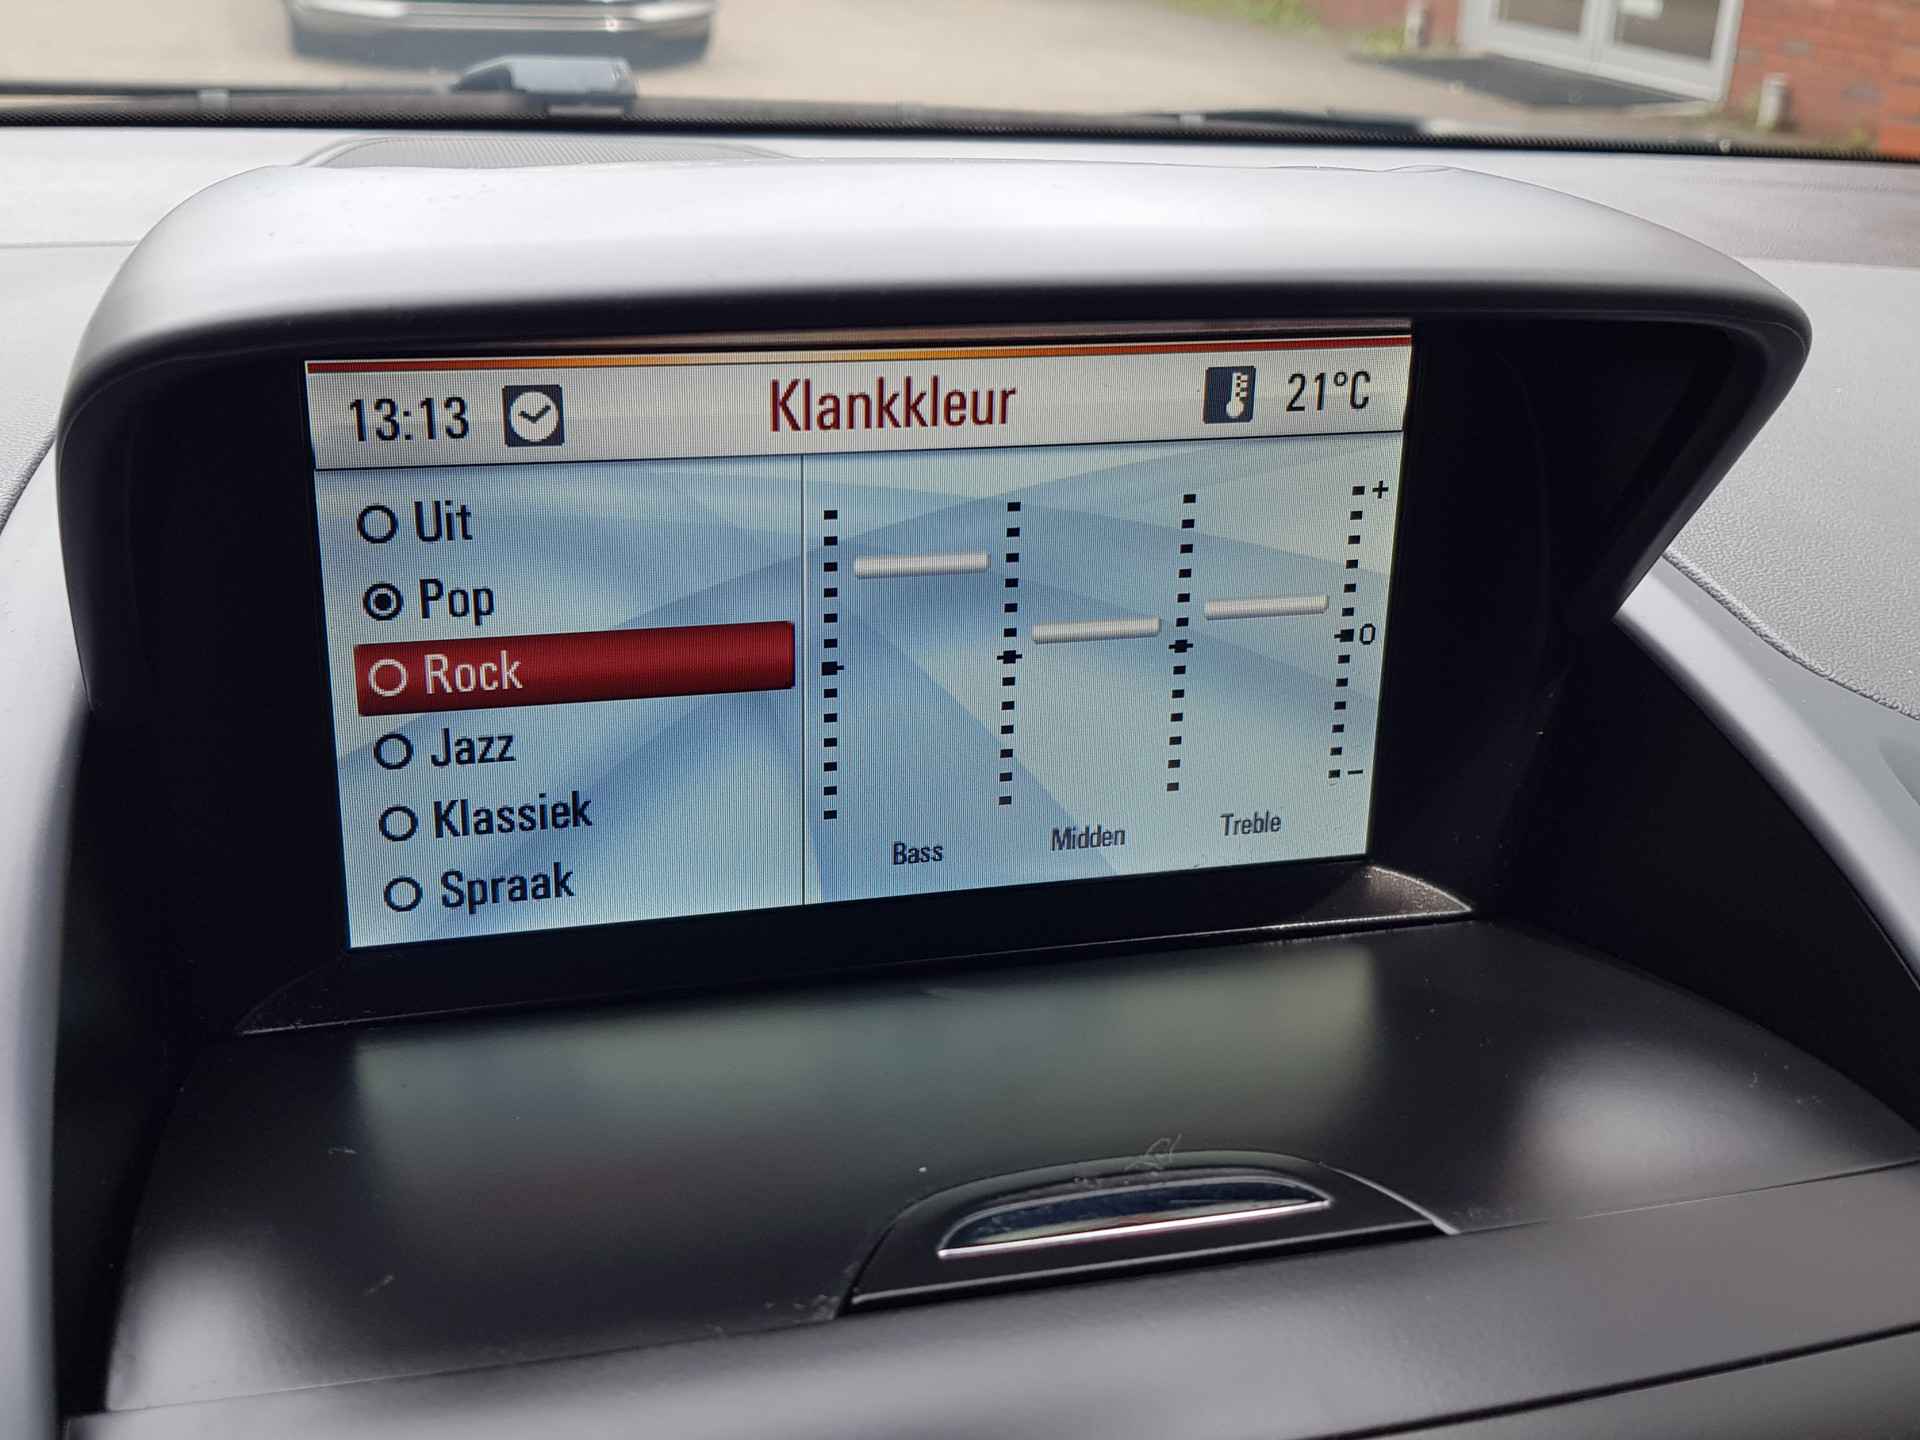 13:13 Klankkleur 21°C
Uit
Pop
Rock
Jazz
Klassiek
Spraak
+
0
−
Bass Midden Treble